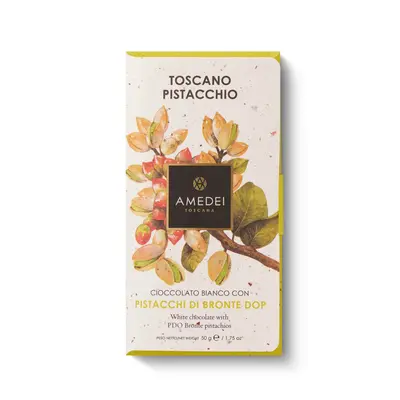 TOSCANO
PISTACCHIO
AMEDEI
TOSCANA
CIOCCOLATO BIANCO CON
PISTACCHI DI BRONTE DOP
White chocolate with
PDO Bronte pistachios
50 g ℮ / 1,75 oz